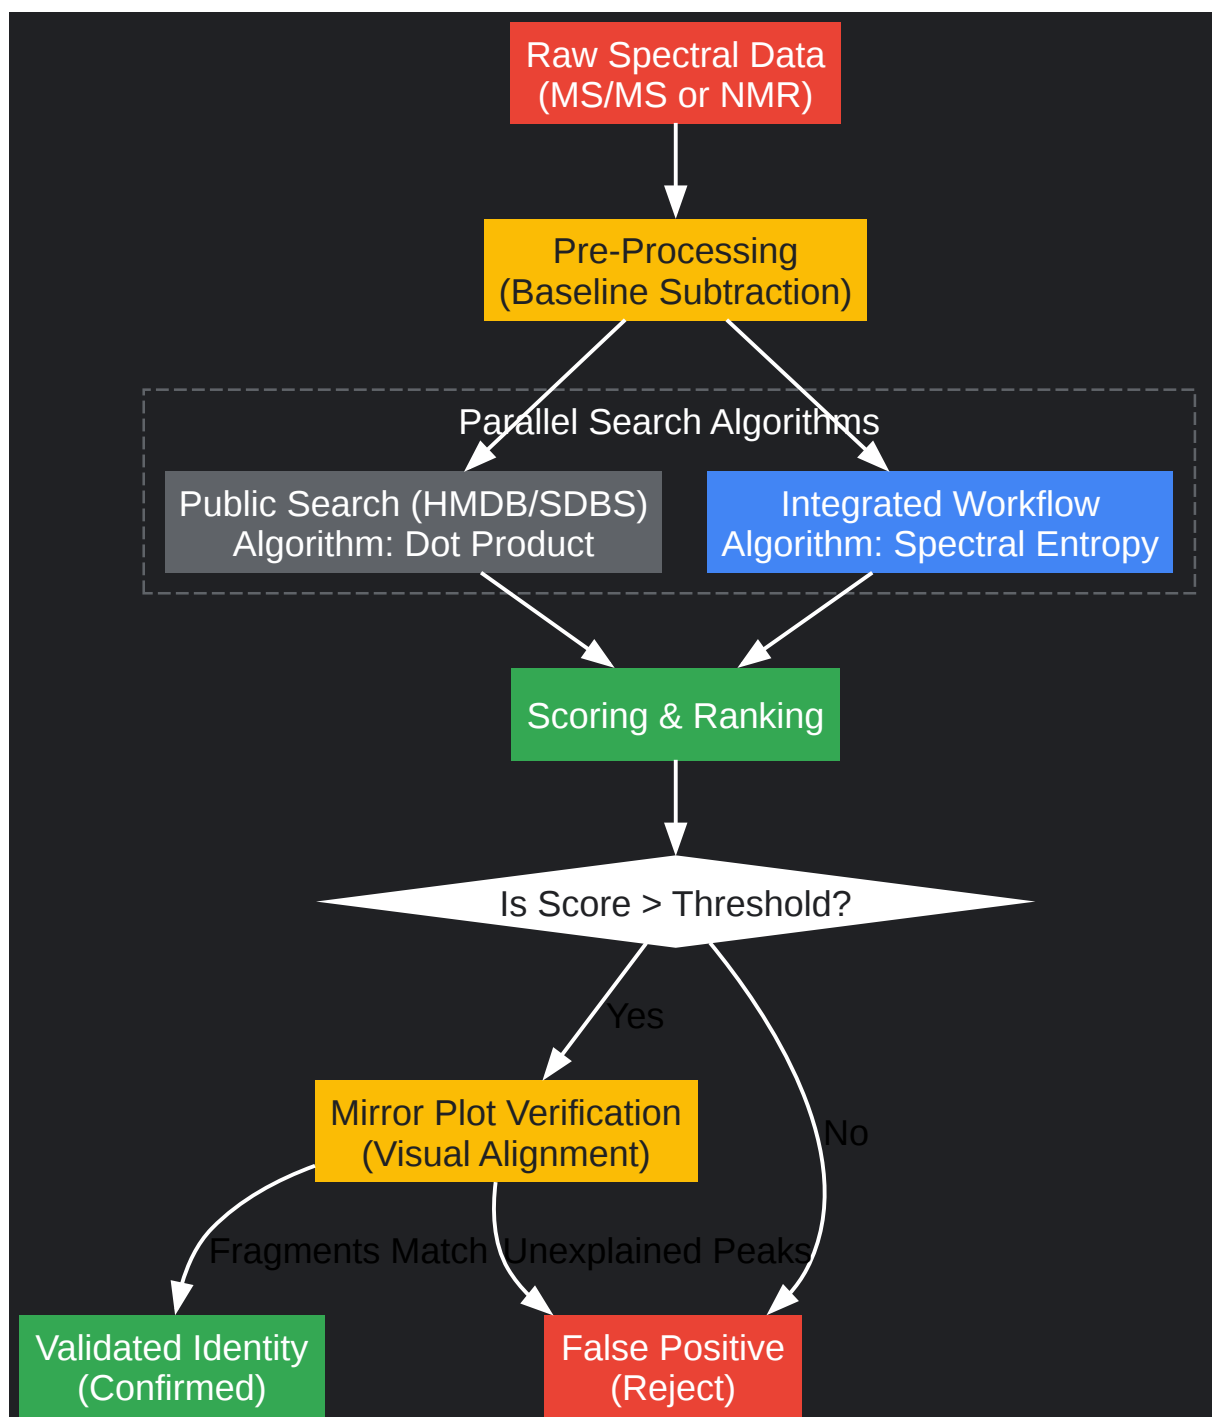 Raw Spectral Data
(MS/MS or NMR)
Pre-Processing
(Baseline Subtraction)
Parallel Search Algorithms
Public Search (HMDB/SDBS)
Algorithm: Dot Product
Integrated Workflow
Algorithm: Spectral Entropy
Scoring & Ranking
Is Score > Threshold?
Yes
Mirror Plot Verification
(Visual Alignment)
No
Fragments Match
Unexplained Peaks
Validated Identity
(Confirmed)
False Positive
(Reject)